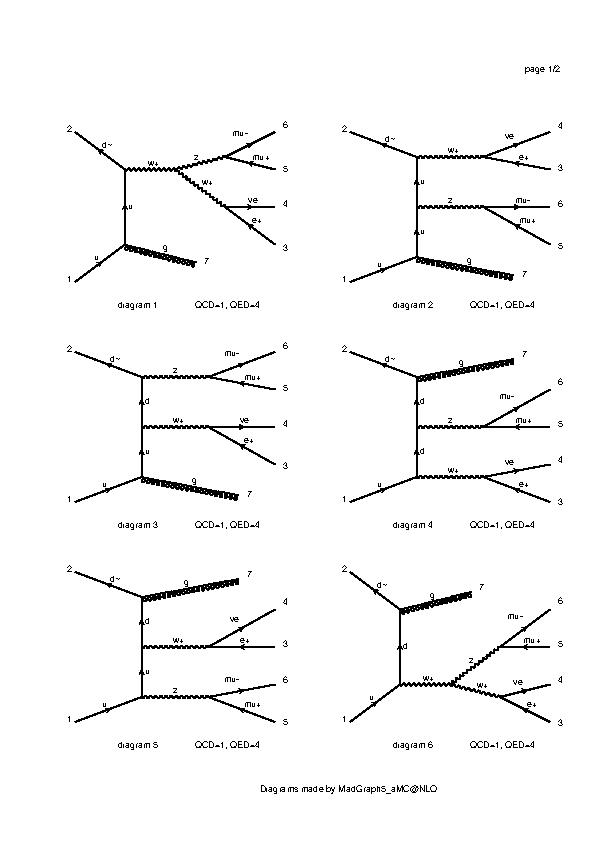 page 1/2
2 d~ w+ z mu- 6
mu+ 5
w+ ve 4
u e+ 3
g 7
1 u
diagram 1 QCD=1, QED=4
2 d~ w+ ve 4
e+ 3
u
z mu- 6
mu+ 5
u
1 u g 7
diagram 2 QCD=1, QED=4
2 d~ z mu- 6
mu+ 5
d
w+ ve 4
e+ 3
u
1 u g 7
diagram 3 QCD=1, QED=4
2 d~ g 7
d
z mu- 6
mu+ 5
d
w+ ve 4
1 u e+ 3
diagram 4 QCD=1, QED=4
2 d~ g 7
d
w+ ve 4
e+ 3
u
z mu- 6
1 u mu+ 5
diagram 5 QCD=1, QED=4
2 d~ g 7
d
mu- 6
z mu+ 5
w+ w+ ve 4
1 u e+ 3
diagram 6 QCD=1, QED=4
Diagrams made by MadGraph5_aMC@NLO